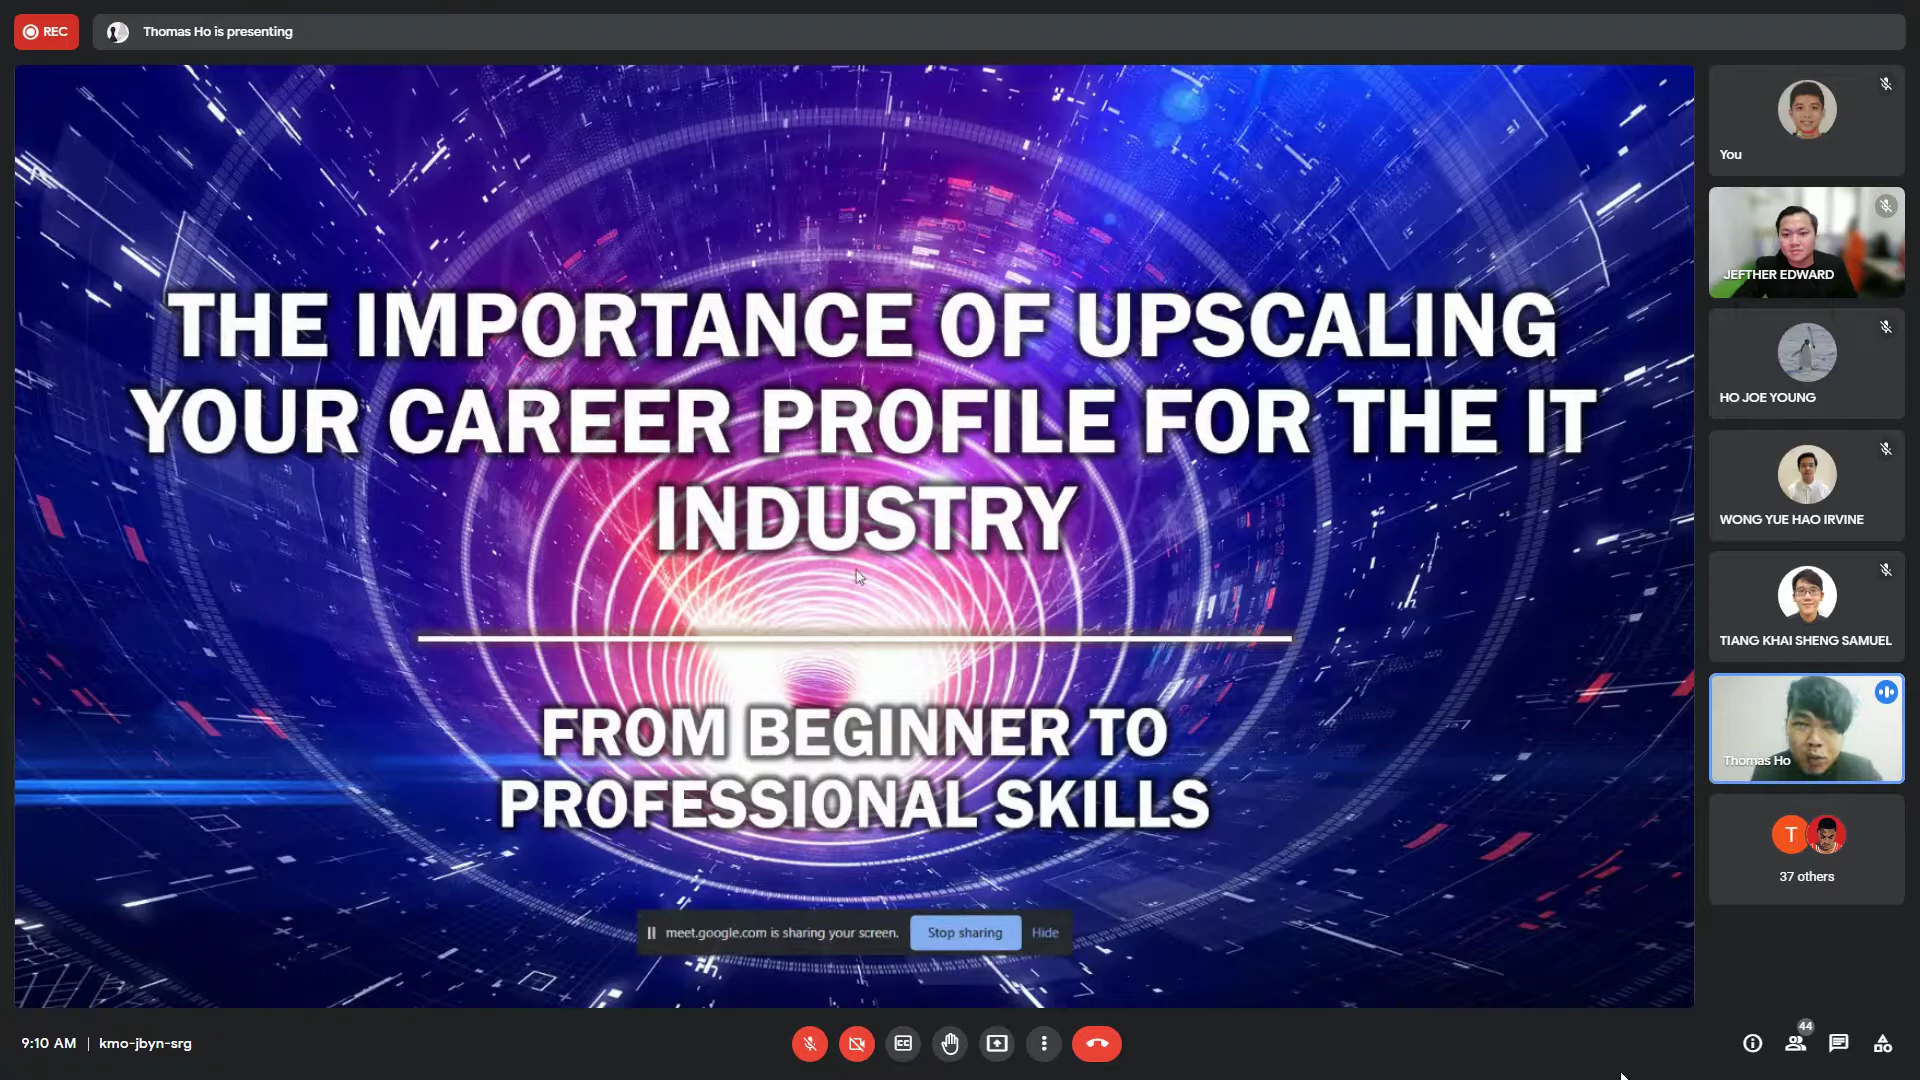 REC
Thomas Ho is presenting
THE IMPORTANCE OF UPSCALING
YOUR CAREER PROFILE FOR THE IT
INDUSTRY
FROM BEGINNER TO
PROFESSIONAL SKILLS
meet.google.com is sharing your screen.
Stop sharing
Hide
You
JEFTHER EDWARD
HO JOE YOUNG
WONG YUE HAO IRVINE
TIANG KHAI SHENG SAMUEL
Thomas Ho
T
37 others
9:10 AM | kmo-jbyn-srg
CC
44